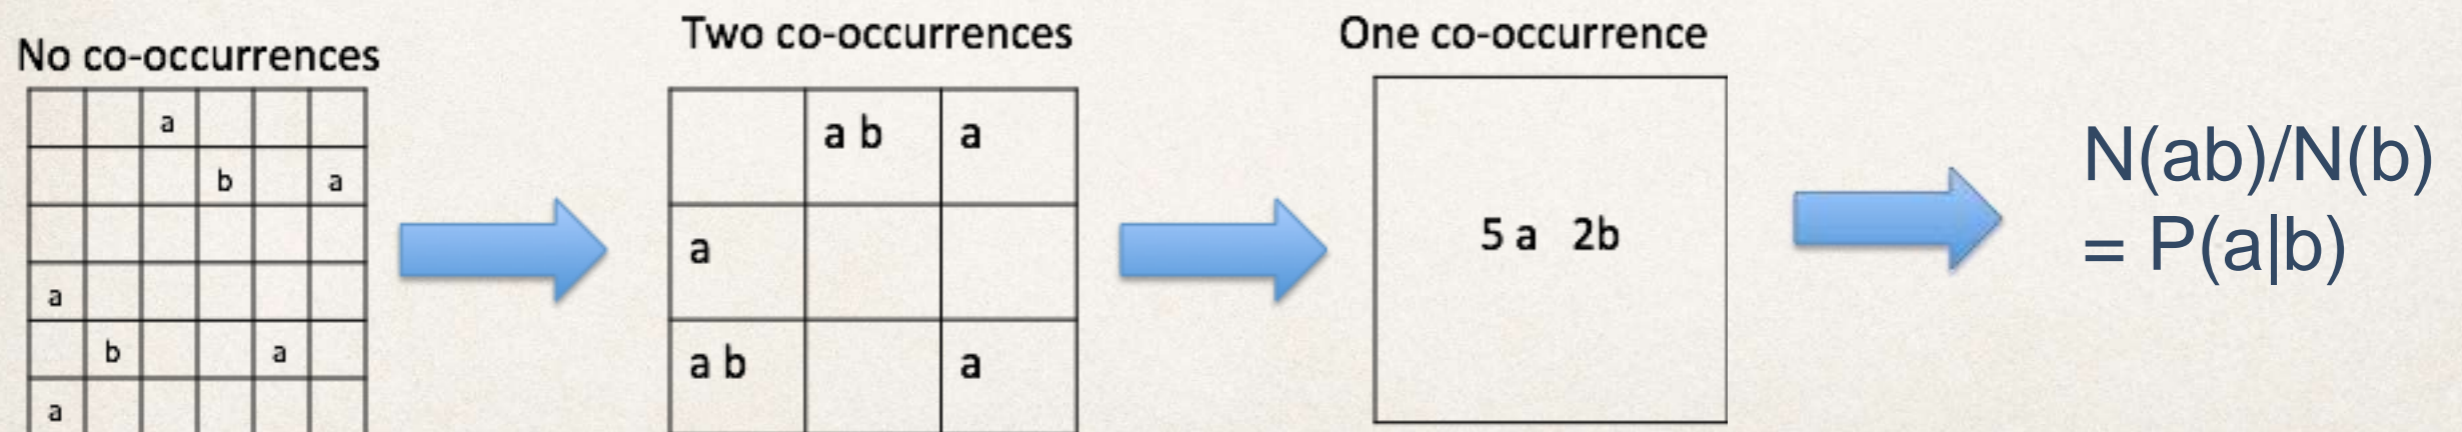 No co-occurrences
a
b a
a
b a
a
Two co-occurrences
a b a
a
a b a
One co-occurrence
5 a 2b
N(ab)/N(b)
= P(a|b)